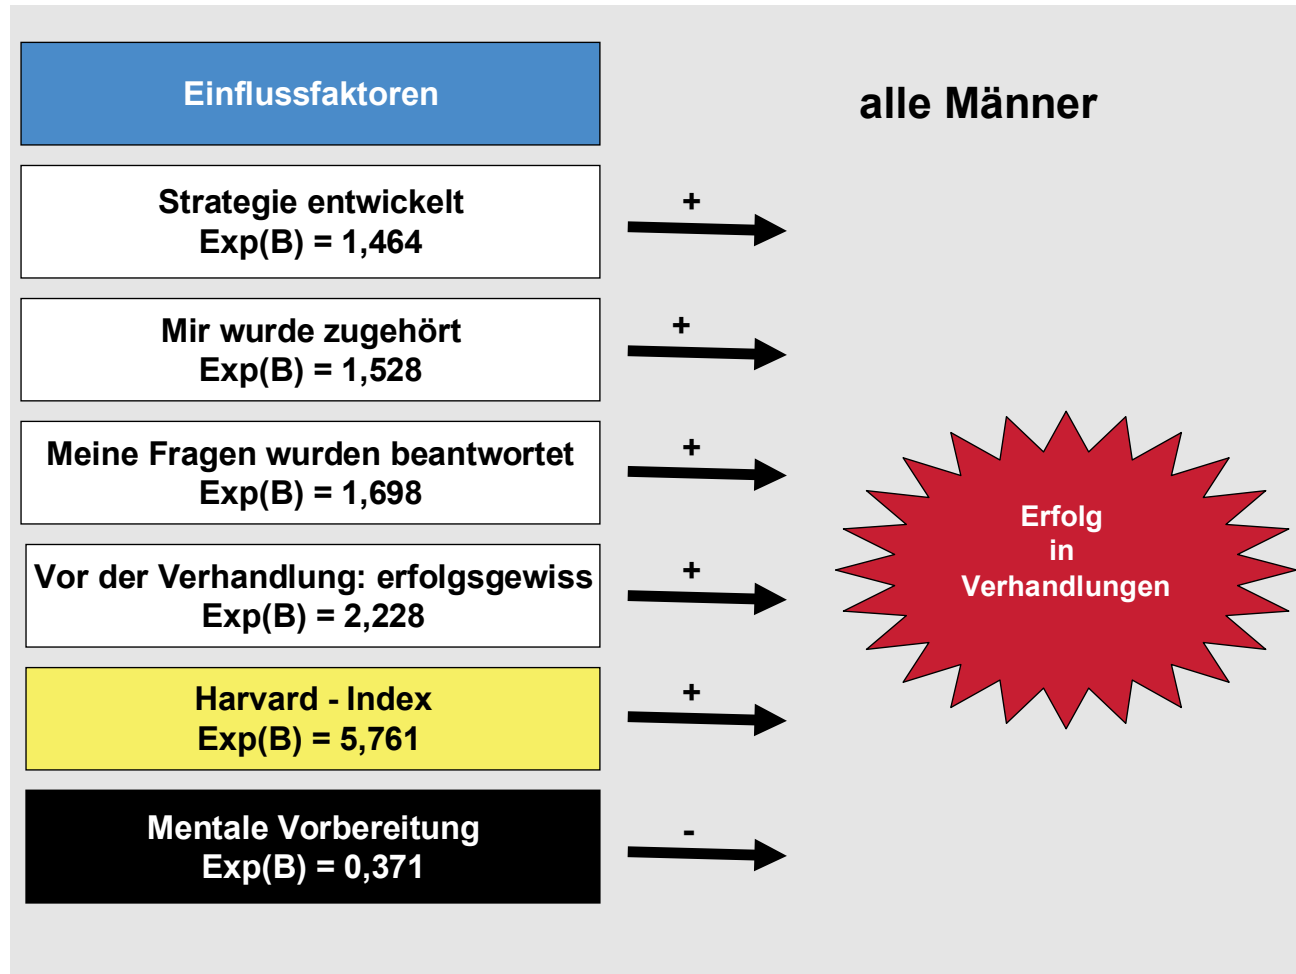 Einflussfaktoren
alle Männer
Strategie entwickelt
Exp(B) = 1,464
+
Mir wurde zugehört
Exp(B) = 1,528
+
Meine Fragen wurden beantwortet
Exp(B) = 1,698
+
Vor der Verhandlung: erfolgsgewiss
Exp(B) = 2,228
+
Harvard - Index
Exp(B) = 5,761
+
Mentale Vorbereitung
Exp(B) = 0,371
-
Erfolg
in
Verhandlungen